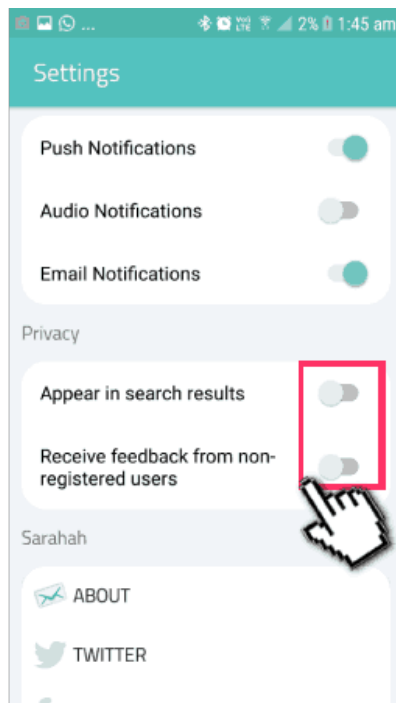 ... 2% 1:45 am
Settings
Push Notifications
Audio Notifications
Email Notifications
Privacy
Appear in search results
Receive feedback from non-
registered users
Sarahah
ABOUT
TWITTER